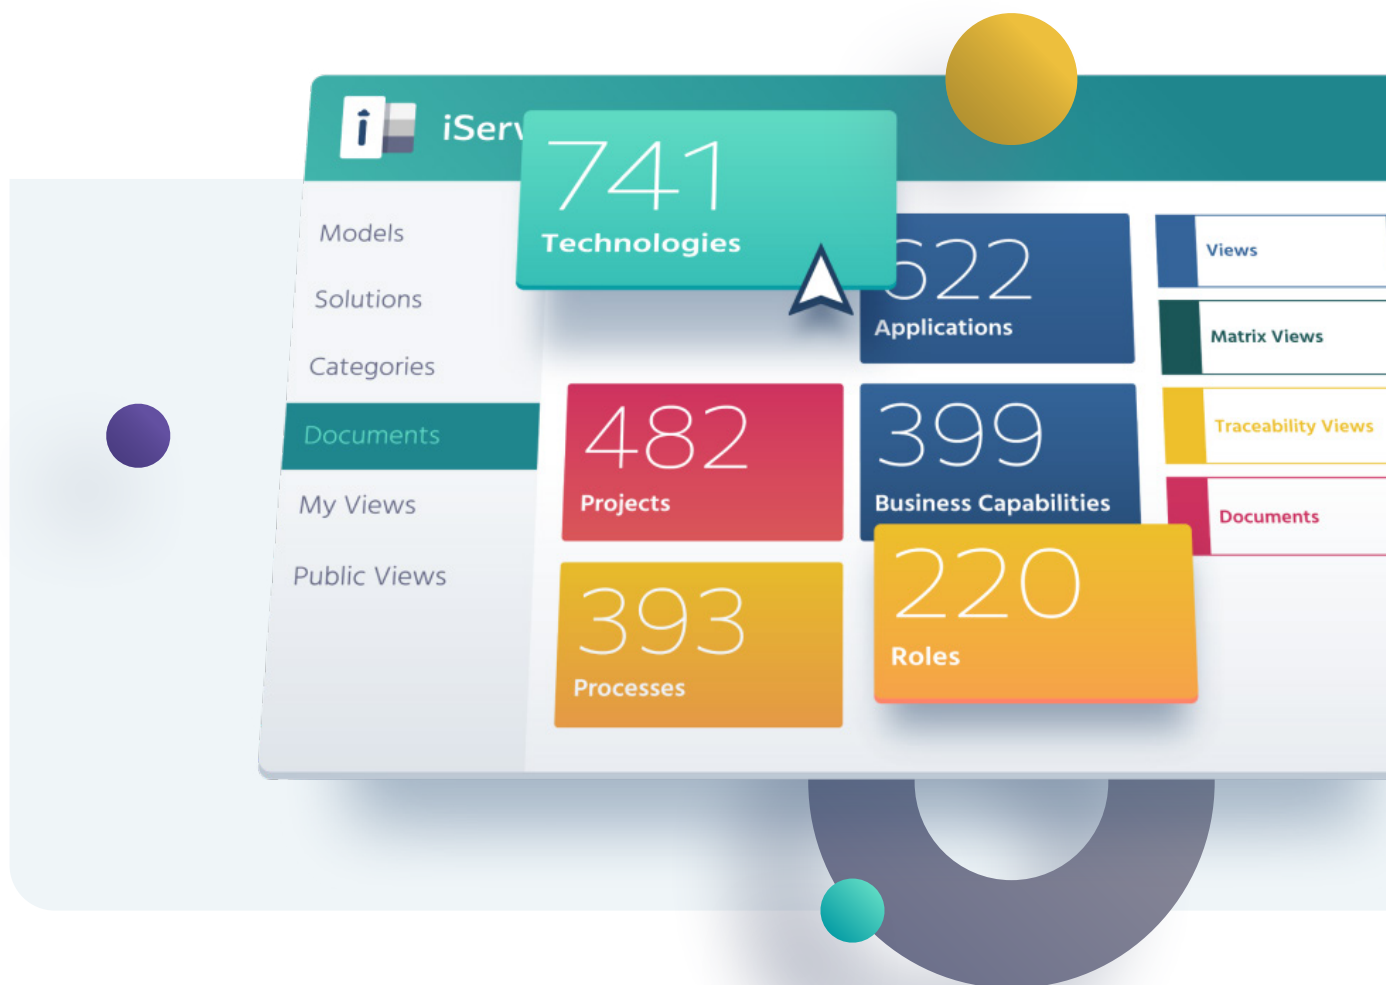 î
741
Technologies
Models
Solutions
Categories
Documents
My Views
Public Views
622
Applications
482
Projects
399
Business Capabilities
393
Processes
220
Roles
Views
Matrix Views
Traceability Views
Documents